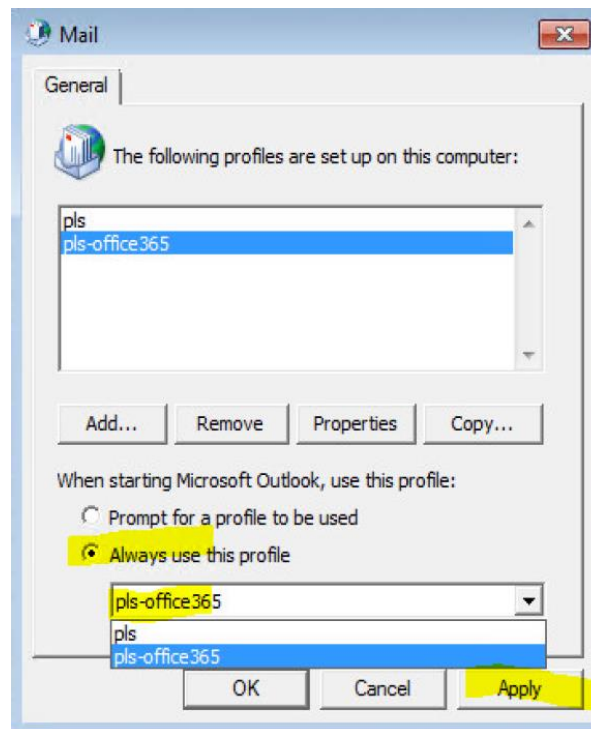 Mail
General
The following profiles are set up on this computer:
pls
pls-office365
Add... Remove Properties Copy...
When starting Microsoft Outlook, use this profile:
Prompt for a profile to be used
Always use this profile
pls-office365
pls
pls-office365
OK Cancel Apply